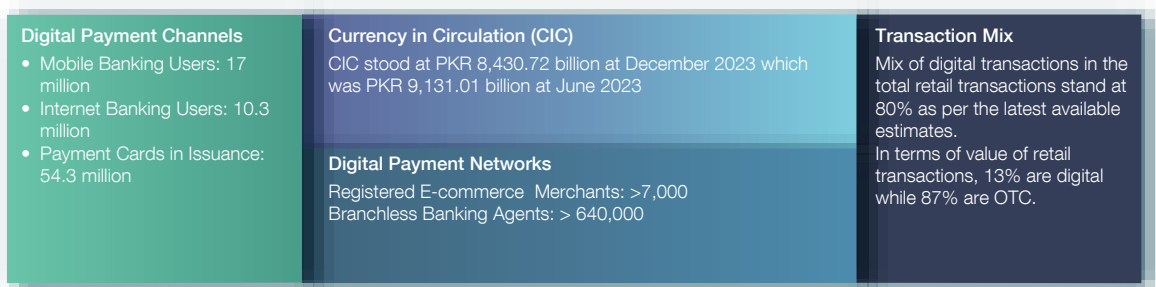 Digital Payment Channels
• Mobile Banking Users: 17
million
• Internet Banking Users: 10.3
million
• Payment Cards in Issuance:
54.3 million
Currency in Circulation (CIC)
CIC stood at PKR 8,430.72 billion at December 2023 which
was PKR 9,131.01 billion at June 2023
Digital Payment Networks
Registered E-commerce Merchants: >7,000
Branchless Banking Agents: > 640,000
Transaction Mix
Mix of digital transactions in the
total retail transactions stand at
80% as per the latest available
estimates.
In terms of value of retail
transactions, 13% are digital
while 87% are OTC.